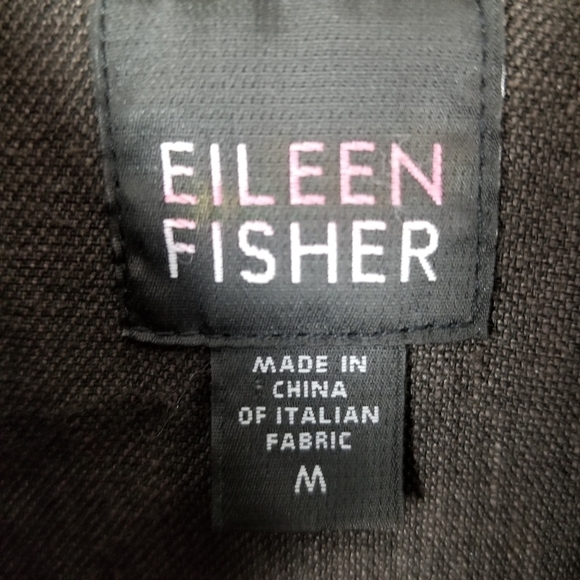 EILEEN
FISHER
MADE IN
CHINA
OF ITALIAN
FABRIC
M